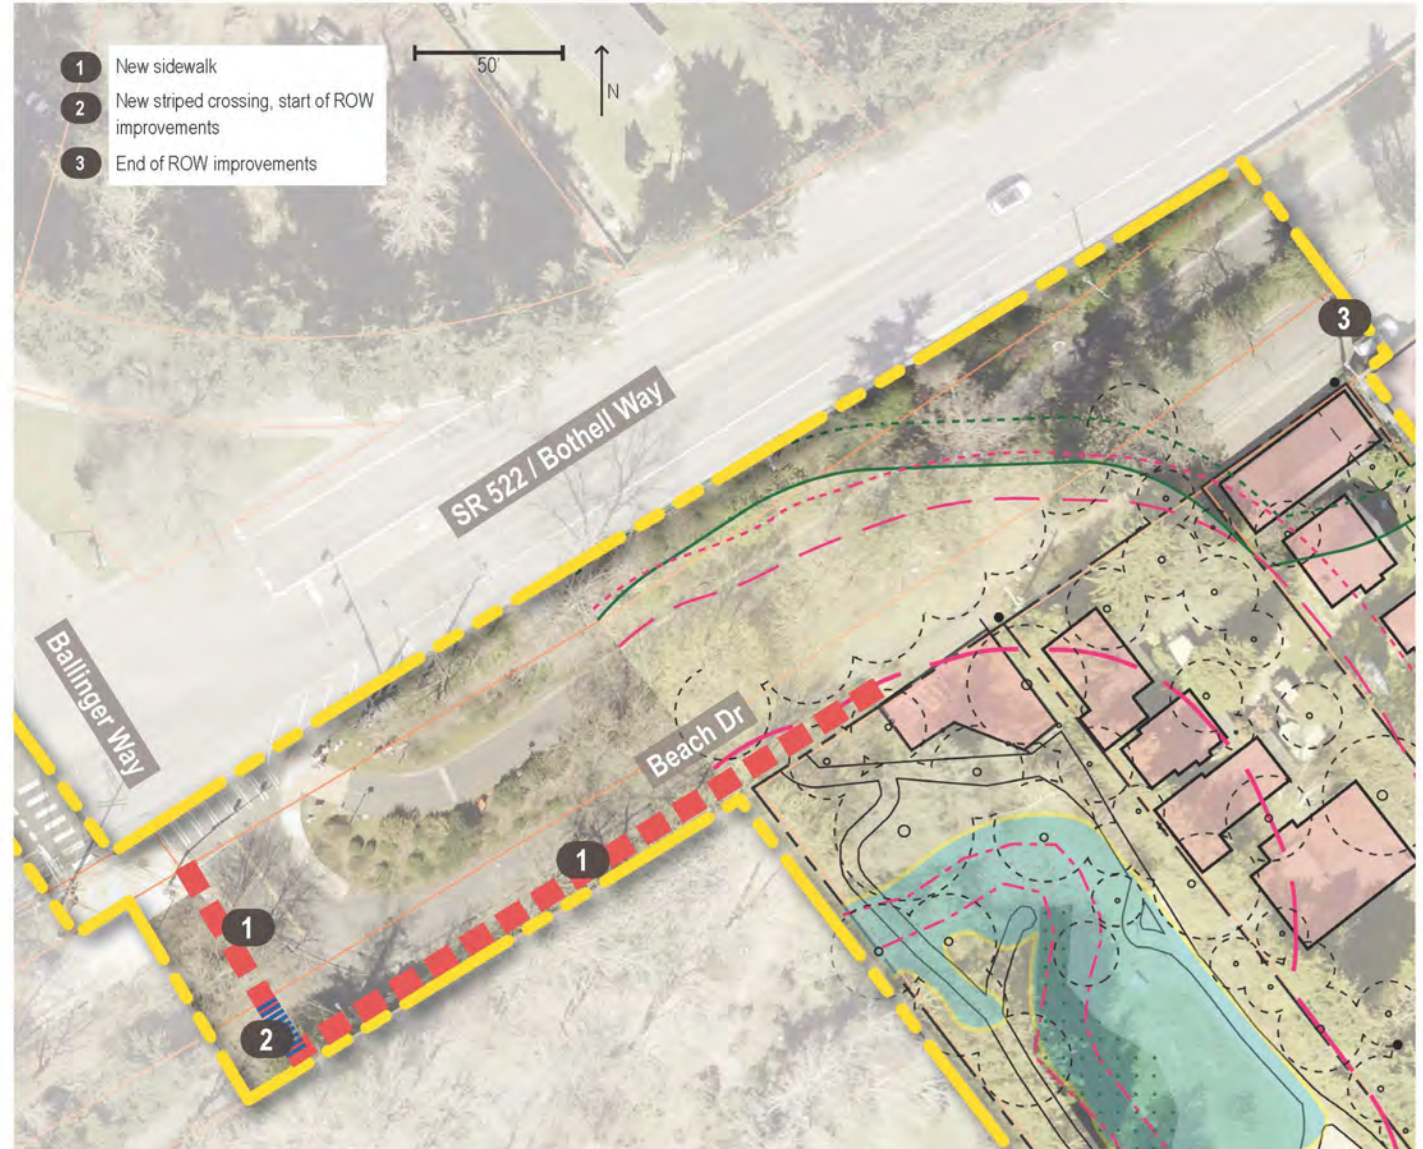 1 New sidewalk
2 New striped crossing, start of ROW
improvements
3 End of ROW improvements
50'
N
3
SR 522 / Bothell Way
Ballinger Way
Beach Dr
1
1
2